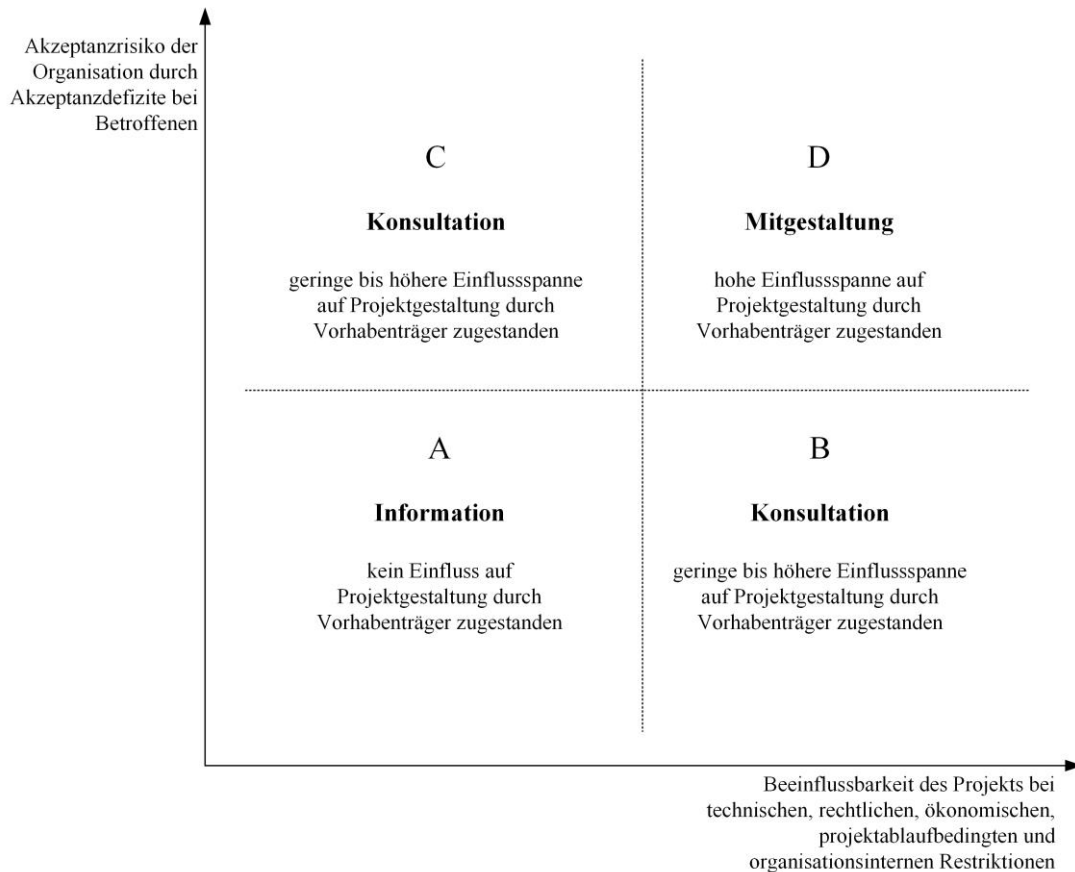 Akzeptanzrisiko der
Organisation durch
Akzeptanzdefizite bei
Betroffenen
C
Konsultation
geringe bis höhere Einflussspanne
auf Projektgestaltung durch
Vorhabenträger zugestanden
D
Mitgestaltung
hohe Einflussspanne auf
Projektgestaltung durch
Vorhabenträger zugestanden
A
Information
kein Einfluss auf
Projektgestaltung durch
Vorhabenträger zugestanden
B
Konsultation
geringe bis höhere Einflussspanne
auf Projektgestaltung durch
Vorhabenträger zugestanden
Beeinflussbarkeit des Projekts bei
technischen, rechtlichen, ökonomischen,
projektablaufbedingten und
organisationsinternen Restriktionen